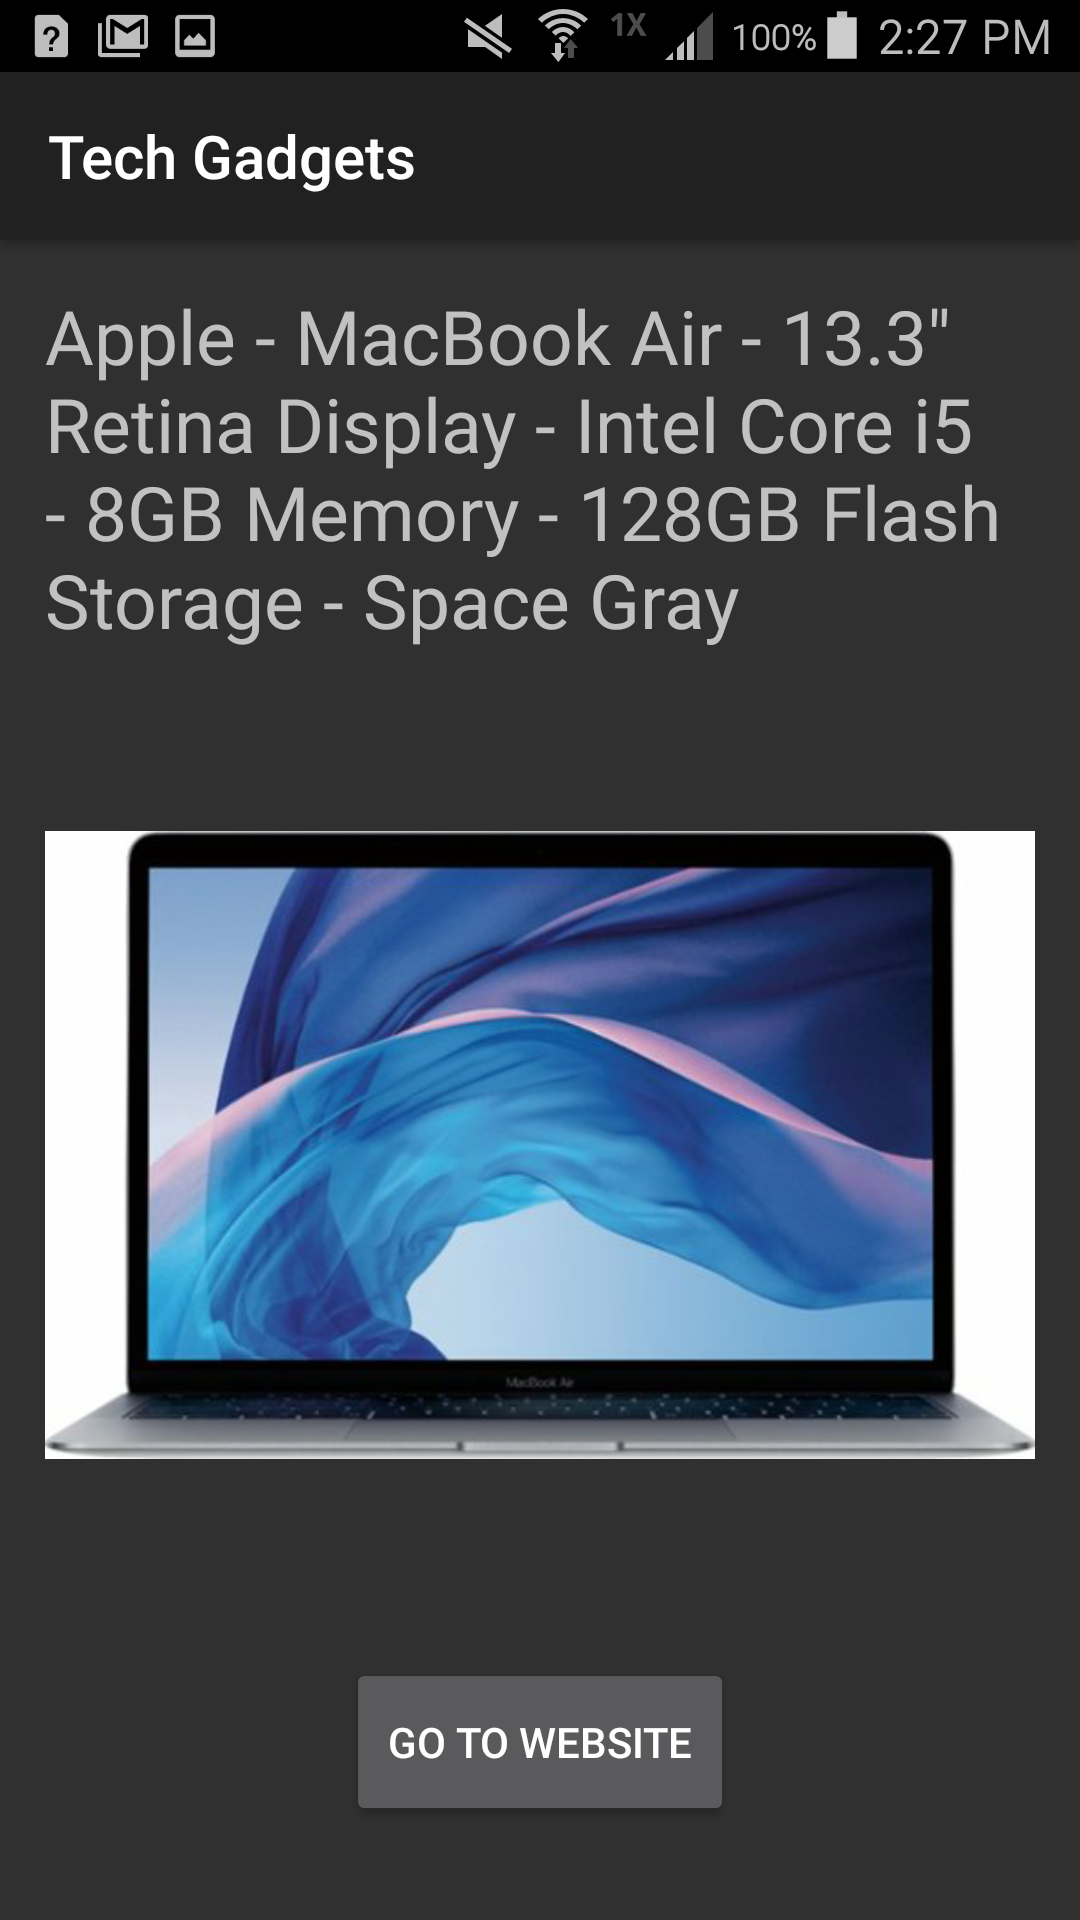 1X 100% 2:27 PM
Tech Gadgets
Apple - MacBook Air - 13.3"
Retina Display - Intel Core i5
- 8GB Memory - 128GB Flash
Storage - Space Gray
MacBook Air
GO TO WEBSITE